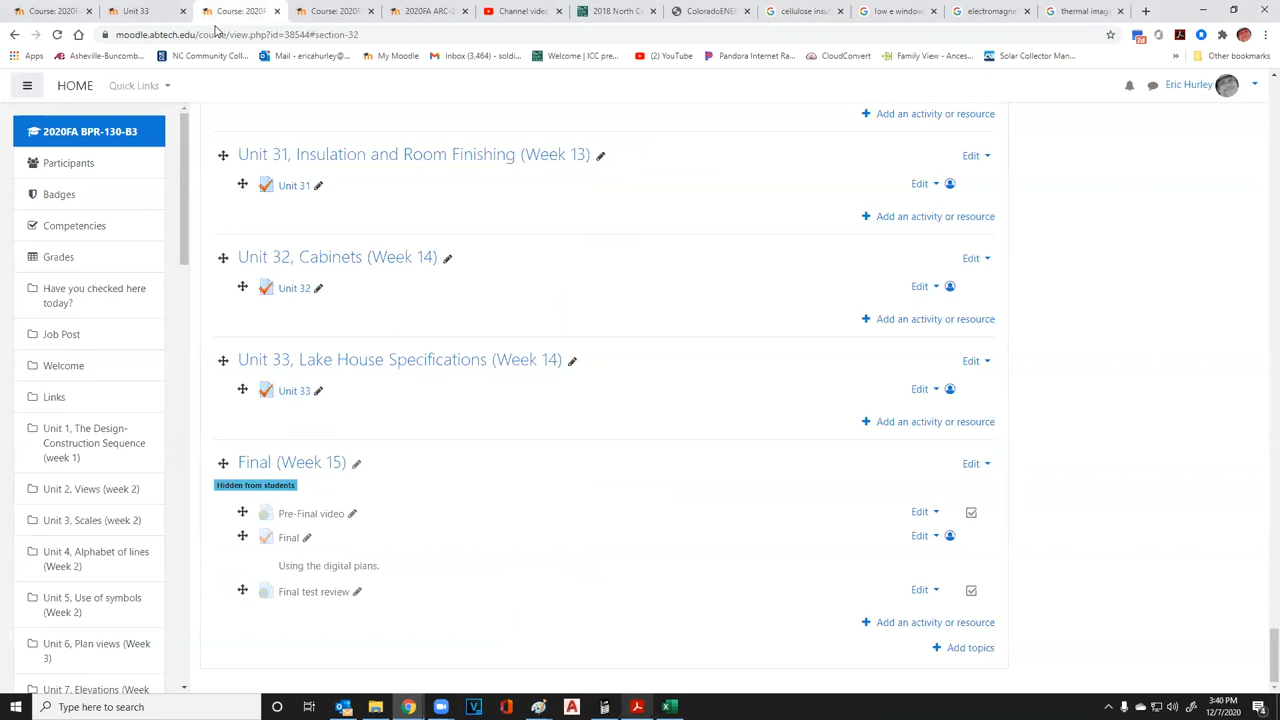 Course: 2020F
Unit 33
Course: 2020F
Course: 2020F
2020FA ARC-
Channel video
2018 North C
ColoradoENE
cellulose insu
low e window
electromagne
thermal imag
moodle.abtech.edu/course/view.php?id=38544#section-32
Apps
Asheville-Buncomb...
NC Community Coll...
Mail - ericahurley@...
My Moodle
Inbox (3,464) - soldi...
Welcome | ICC pre...
(2) YouTube
Pandora Internet Ra...
CloudConvert
Family View - Ances...
Solar Collector Man...
»
Other bookmarks
HOME
Quick Links
Eric Hurley
2020FA BPR-130-B3
Participants
Badges
Competencies
Grades
Have you checked here
today?
Job Post
Welcome
Links
Unit 1, The Design-
Construction Sequence
(week 1)
Unit 2, Views (week 2)
Unit 3, Scales (week 2)
Unit 4, Alphabet of lines
(Week 2)
Unit 5, Use of symbols
(Week 2)
Unit 6, Plan views (Week
3)
Unit 7, Elevations (Week
+ Add an activity or resource
Unit 31, Insulation and Room Finishing (Week 13)
Edit
Unit 31
Edit
+ Add an activity or resource
Unit 32, Cabinets (Week 14)
Edit
Unit 32
Edit
+ Add an activity or resource
Unit 33, Lake House Specifications (Week 14)
Edit
Unit 33
Edit
+ Add an activity or resource
Final (Week 15)
Edit
Hidden from students
Pre-Final video
Edit
Final
Edit
Using the digital plans.
Final test review
Edit
+ Add an activity or resource
+ Add topics
Type here to search
3:40 PM
12/7/2020